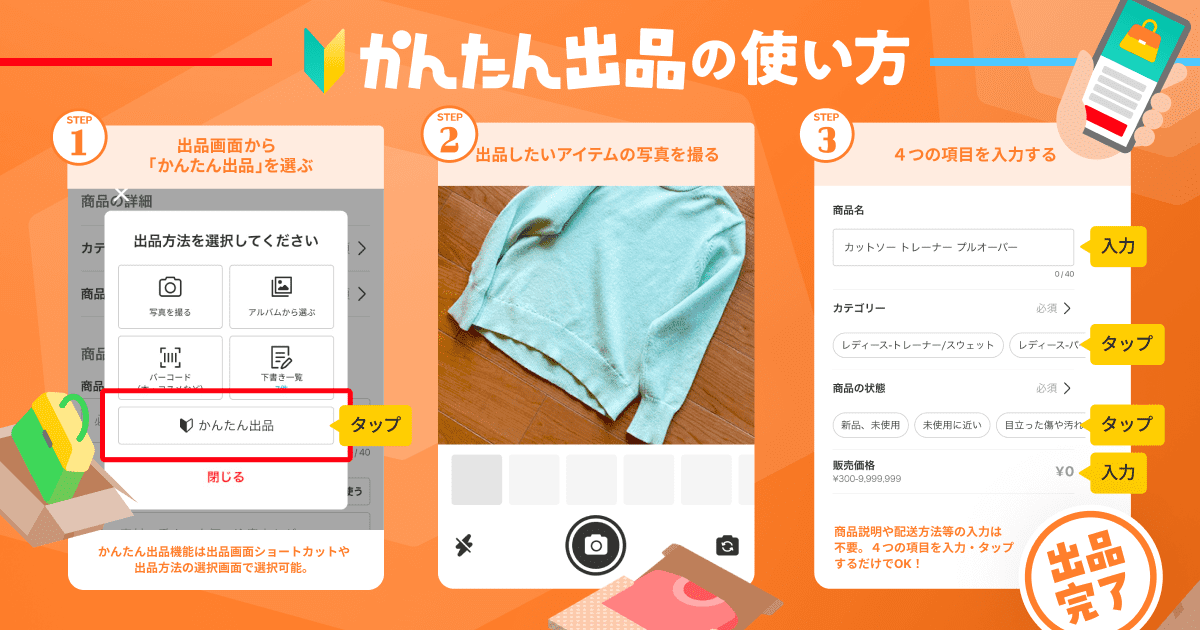 かんたん出品の使い方
STEP
1
出品画面から
「かんたん出品」を選ぶ
商品の詳細
出品方法を選択してください
カテ
商品
写真を撮る
アルバムから選ぶ
商品
バーコード
下書き一覧
商品
かんたん出品
タップ
/40
閉じる
使う
かんたん出品機能は出品画面ショートカットや
出品方法の選択画面で選択可能。
STEP
2
出品したいアイテムの写真を撮る
STEP
3
４つの項目を入力する
商品名
カットソー トレーナー プルオーバー
入力
0/40
カテゴリー
必須
レディース-トレーナー/スウェット
レディース-パー
タップ
商品の状態
必須
新品、未使用
未使用に近い
目立った傷や汚れ
タップ
販売価格
¥300-9,999,999
¥0
入力
商品説明や配送方法等の入力は
不要。４つの項目を入力・タップ
するだけでOK！
出品
完了